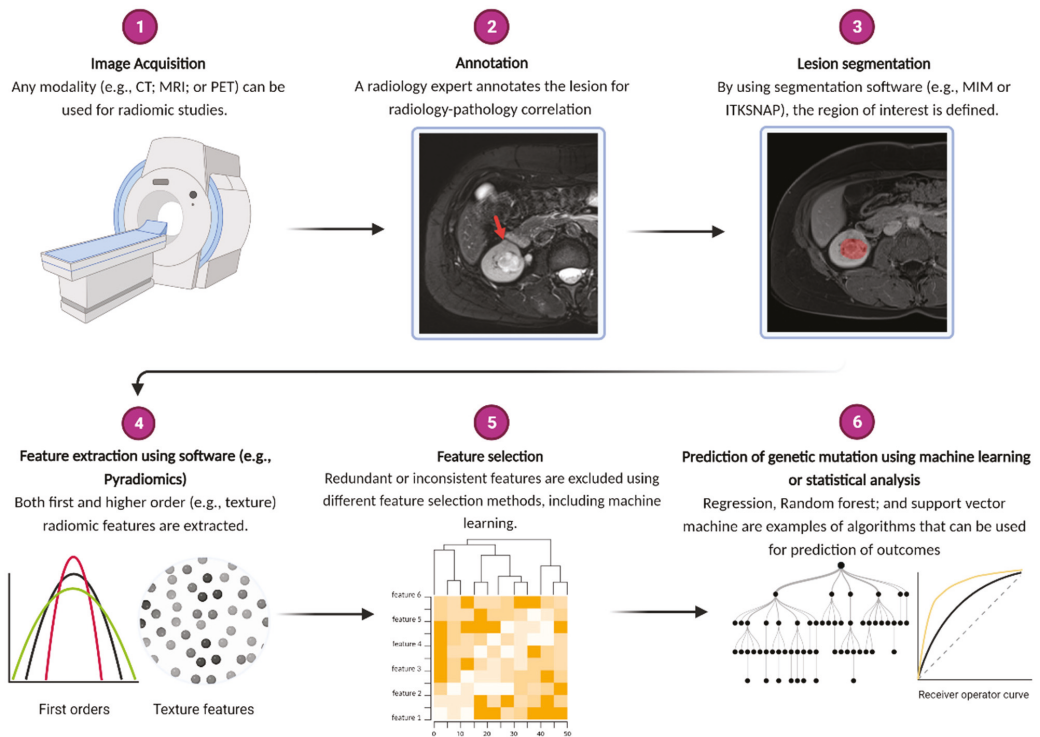 1
Image Acquisition
Any modality (e.g., CT; MRI; or PET) can be
used for radiomic studies.
2
Annotation
A radiology expert annotates the lesion for
radiology-pathology correlation
3
Lesion segmentation
By using segmentation software (e.g., MIM or
ITKSNAP), the region of interest is defined.
4
Feature extraction using software (e.g.,
Pyradiomics)
Both first and higher order (e.g., texture)
radiomic features are extracted.
First orders
Texture features
5
Feature selection
Redundant or inconsistent features are excluded using
different feature selection methods, including machine
learning.
feature 6
feature 5
feature 4
feature 3
feature 2
feature 1
0 10 20 30 40 50
6
Prediction of genetic mutation using machine learning
or statistical analysis
Regression, Random forest; and support vector
machine are examples of algorithms that can be used
for prediction of outcomes
Receiver operator curve